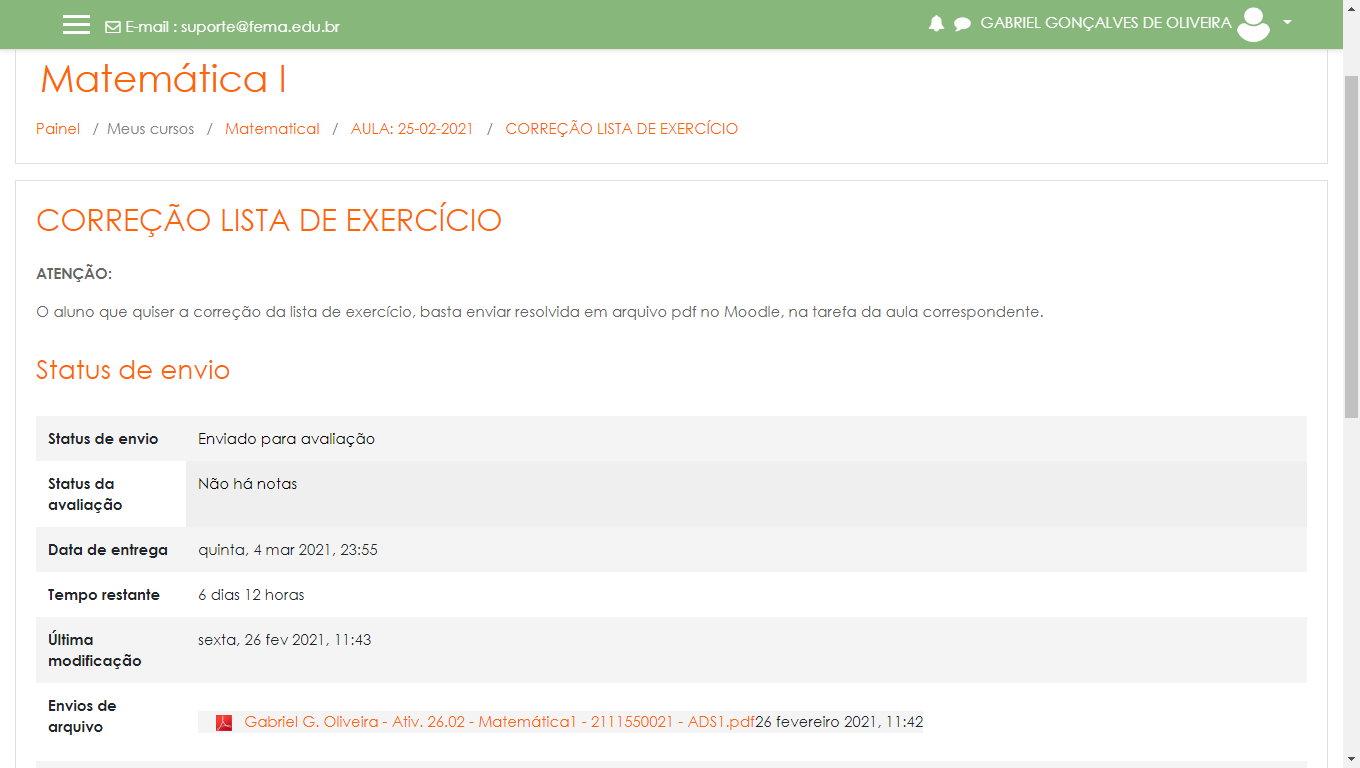 E-mail : suporte@fema.edu.br
GABRIEL GONÇALVES DE OLIVEIRA
Matemática I
Painel / Meus cursos / MatematicaI / AULA: 25-02-2021 / CORREÇÃO LISTA DE EXERCÍCIO
CORREÇÃO LISTA DE EXERCÍCIO
ATENÇÃO:
O aluno que quiser a correção da lista de exercício, basta enviar resolvida em arquivo pdf no Moodle, na tarefa da aula correspondente.
Status de envio
Status de envio Enviado para avaliação
Status da Não há notas
avaliação
Data de entrega quinta, 4 mar 2021, 23:55
Tempo restante 6 dias 12 horas
Última sexta, 26 fev 2021, 11:43
modificação
Envios de
arquivo Gabriel G. Oliveira - Ativ. 26.02 - Matemática1 - 2111550021 - ADS1.pdf26 fevereiro 2021, 11:42